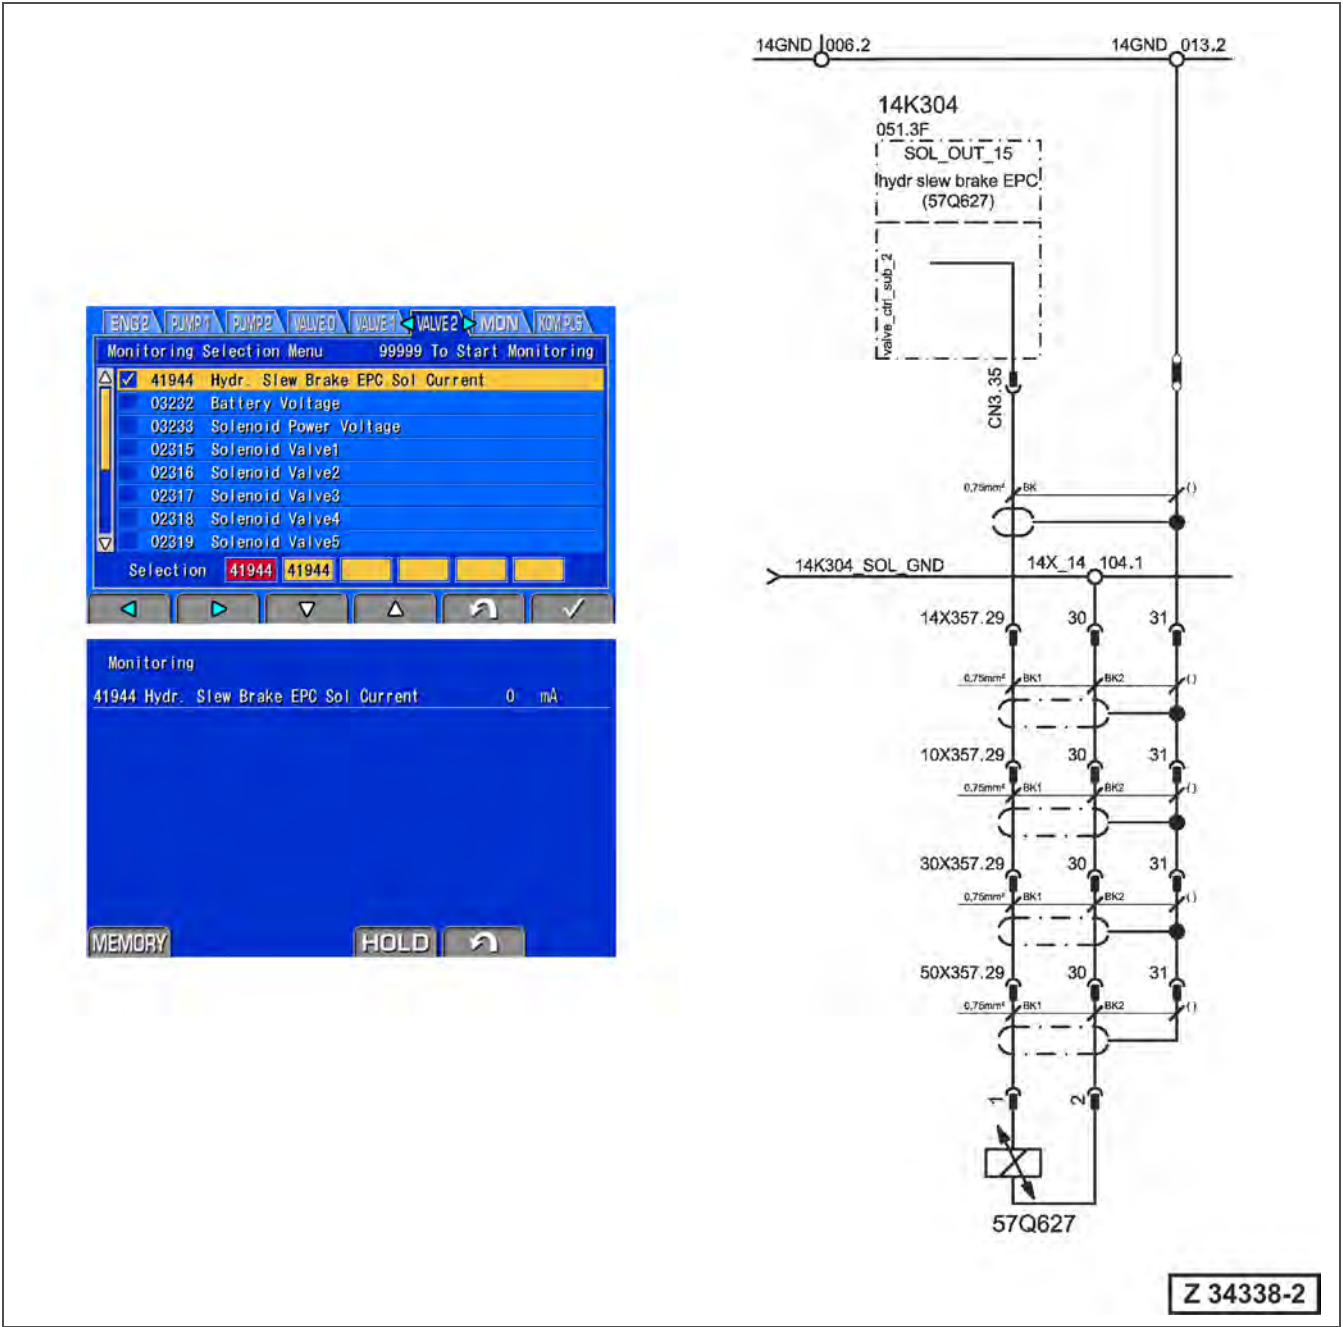 14GND 006.2
14GND 013.2
14K304
051.3F
SOL_OUT_15
hydr slew brake EPC
(57Q627)
valve_ctrl_sub_2
CN3.35
0,75mm² BK ( )
14K304_SOL_GND 14X_14 104.1
14X357.29 30 31
0,75mm² BK1 BK2 ( )
10X357.29 30 31
0,75mm² BK1 BK2 ( )
30X357.29 30 31
0,75mm² BK1 BK2 ( )
50X357.29 30 31
0,75mm² BK1 BK2 ( )
1 2
57Q627
ENG2 PUMP1 PUMP2 VALVE0 VALVE1 VALVE2 MON KOMPLS
Monitoring Selection Menu 99999 To Start Monitoring
41944 Hydr. Slew Brake EPC Sol Current
03232 Battery Voltage
03233 Solenoid Power Voltage
02315 Solenoid Valve1
02316 Solenoid Valve2
02317 Solenoid Valve3
02318 Solenoid Valve4
02319 Solenoid Valve5
Selection 41944 41944
Monitoring
41944 Hydr. Slew Brake EPC Sol Current 0 mA
MEMORY HOLD
Z 34338-2